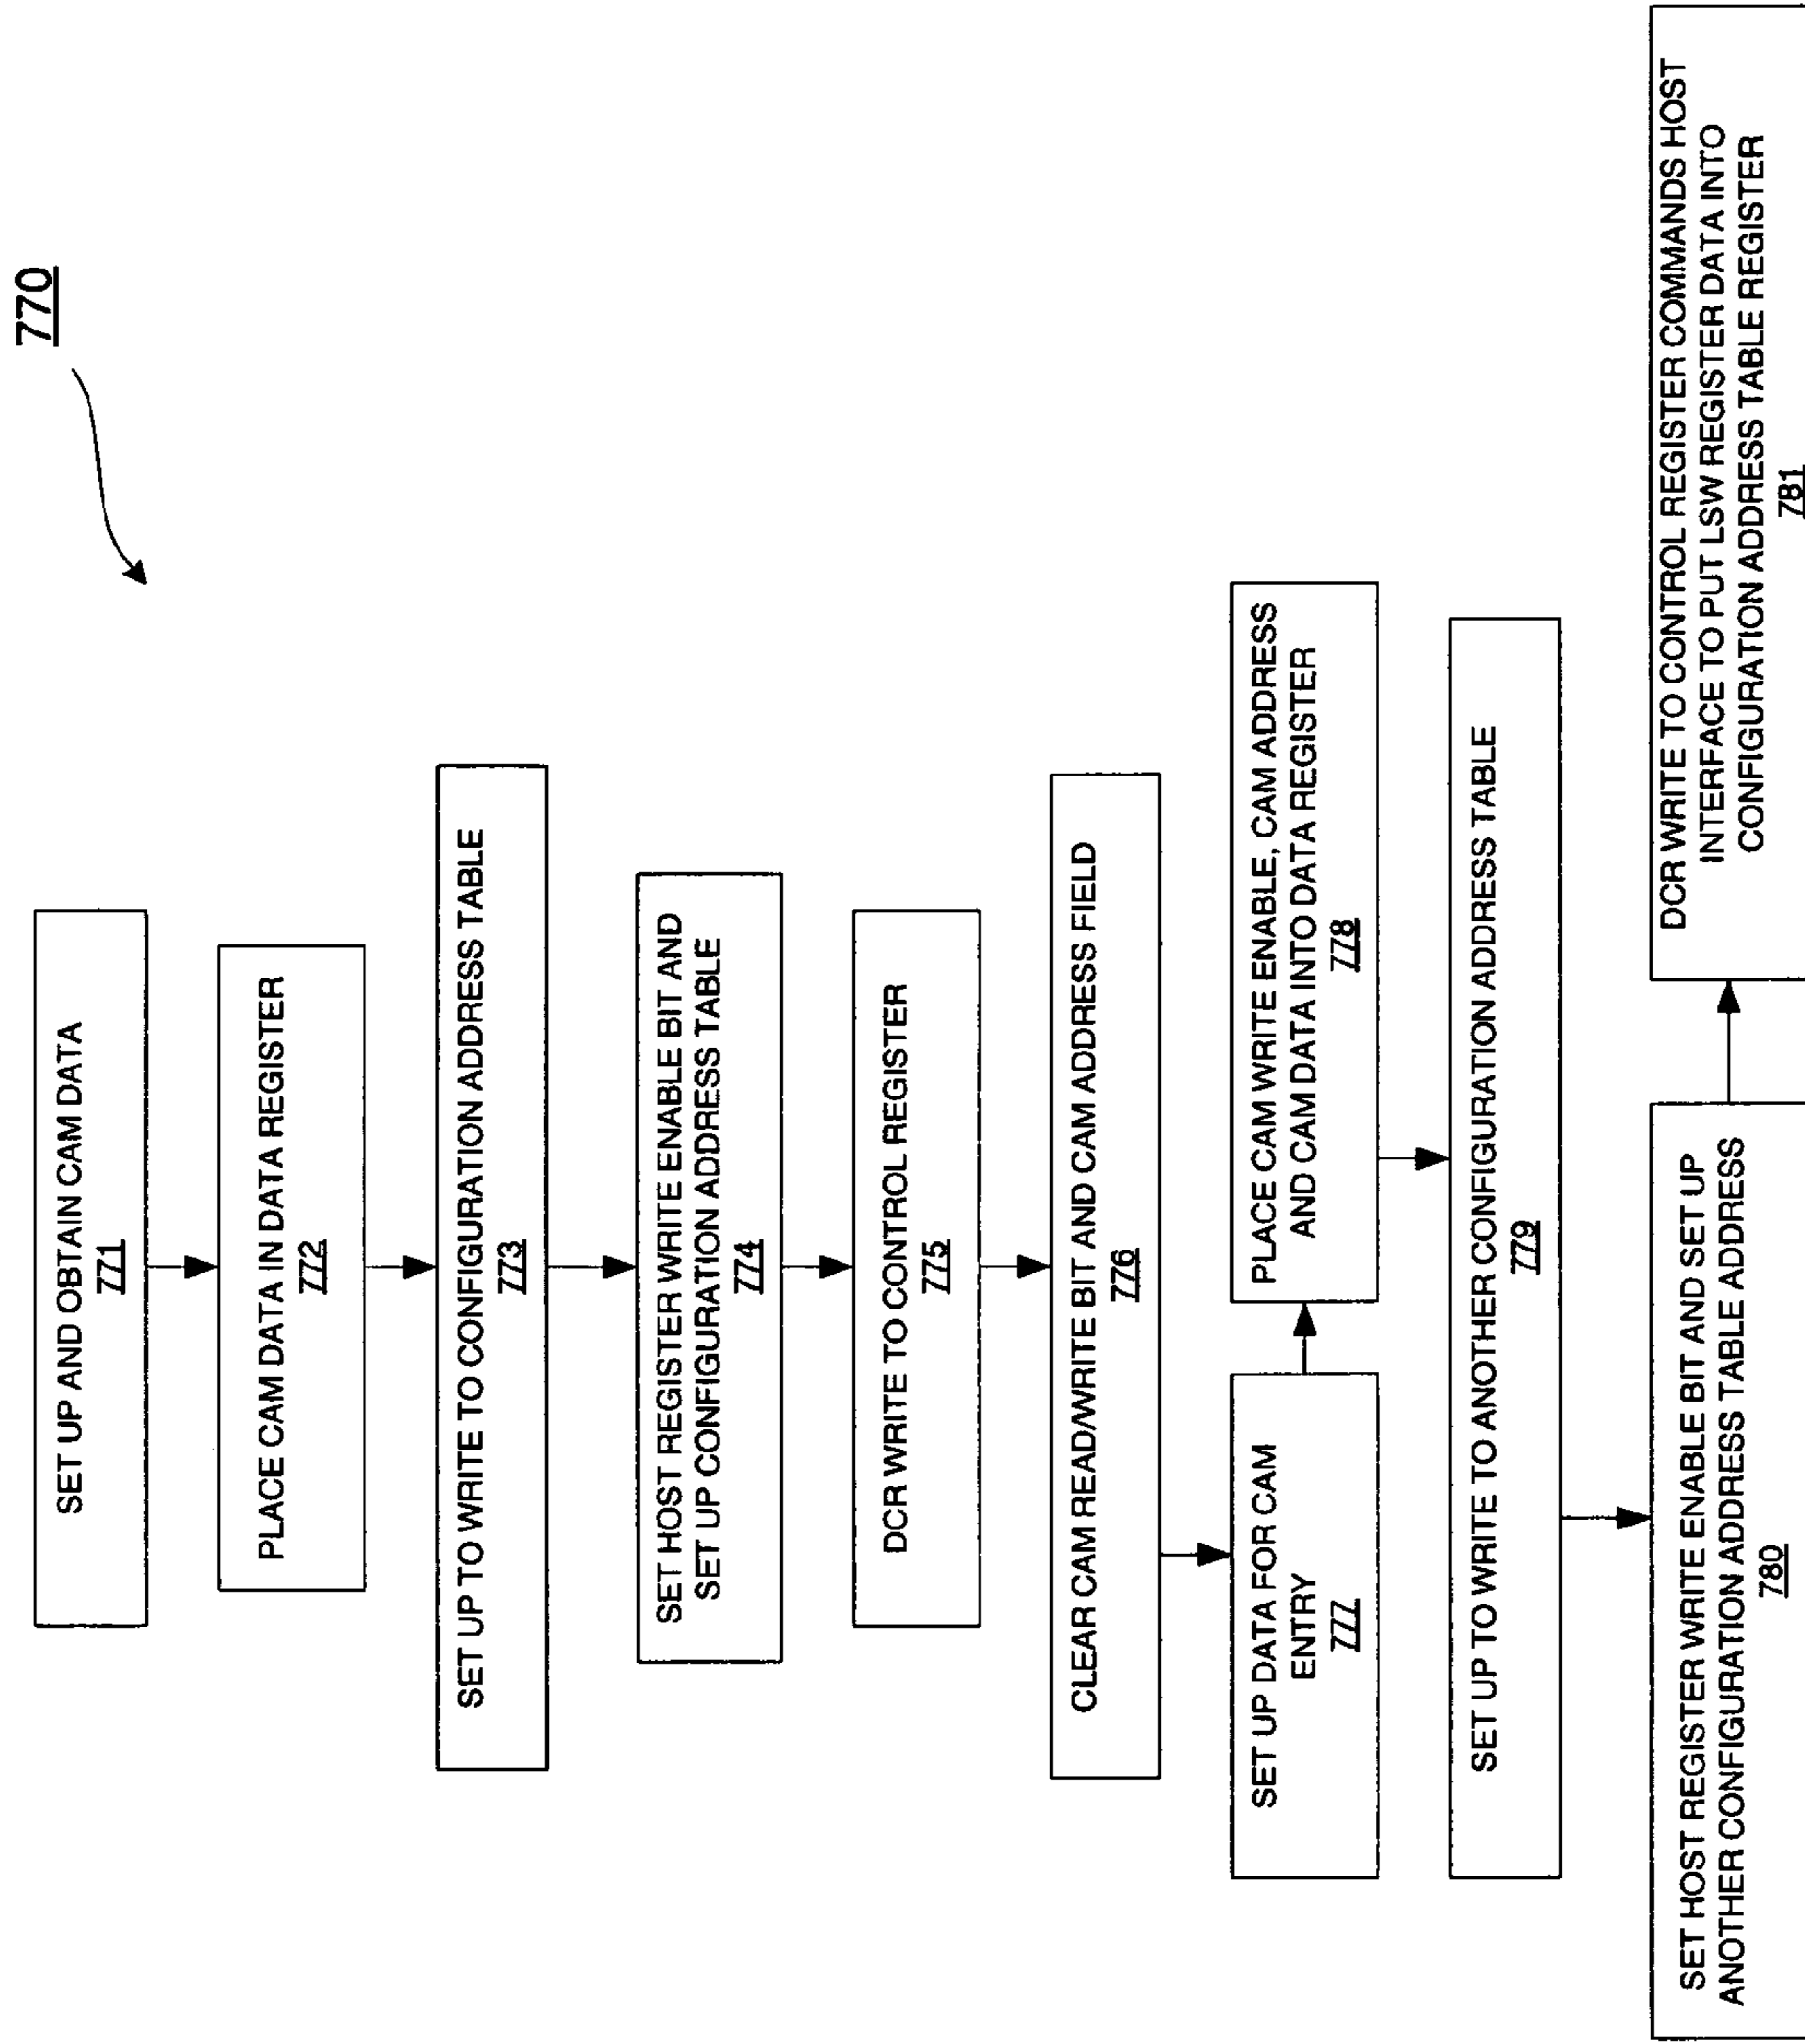 770
SET UP AND OBTAIN CAM DATA
771
PLACE CAM DATA IN DATA REGISTER
772
SET UP TO WRITE TO CONFIGURATION ADDRESS TABLE
773
SET HOST REGISTER WRITE ENABLE BIT AND
SET UP CONFIGURATION ADDRESS TABLE
774
DCR WRITE TO CONTROL REGISTER
775
CLEAR CAM READ/WRITE BIT AND CAM ADDRESS FIELD
776
SET UP DATA FOR CAM
ENTRY
777
PLACE CAM WRITE ENABLE, CAM ADDRESS
AND CAM DATA INTO DATA REGISTER
778
SET UP TO WRITE TO ANOTHER CONFIGURATION ADDRESS TABLE
779
SET HOST REGISTER WRITE ENABLE BIT AND SET UP
ANOTHER CONFIGURATION ADDRESS TABLE ADDRESS
780
DCR WRITE TO CONTROL REGISTER COMMANDS HOST
INTERFACE TO PUT LSW REGISTER DATA INTO
CONFIGURATION ADDRESS TABLE REGISTER
781